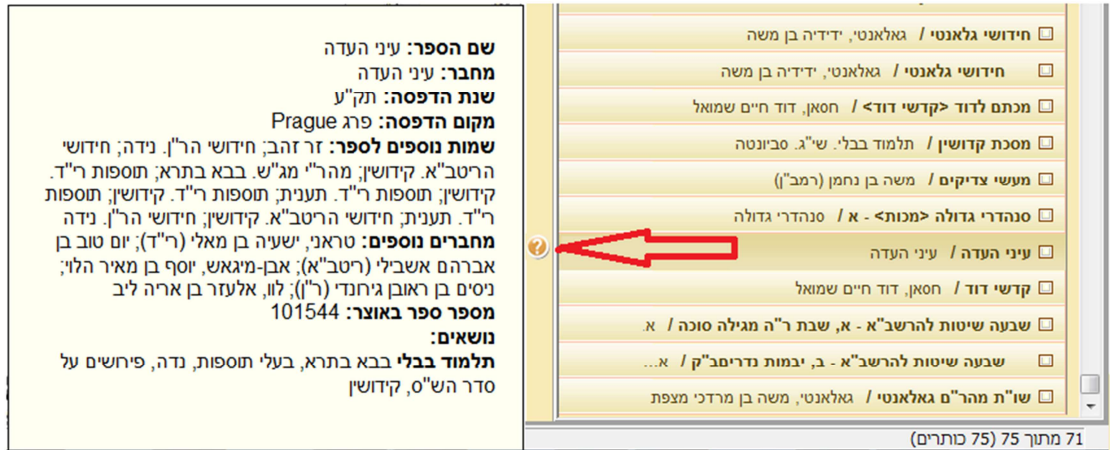 שם הספר: עיני העדה
מחבר: עיני העדה
שנת הדפסה: תק"ע
מקום הדפסה: פרג Prague
שמות נוספים לספר: זר זהב; חידושי הר"ן. נידה; חידושי
הריטב"א. קידושין; מהר"י מג"ש. בבא בתרא; תוספות רי"ד.
קידושין; תוספות רי"ד. תענית; תוספות רי"ד. קידושין; תוספות
רי"ד. תענית; חידושי הריטב"א. קידושין; חידושי הר"ן. נידה
מחברים נוספים: טראני, ישעיה בן מאלי (רי"ד); יום טוב בן
אברהם אשבילי (ריטב"א); אבן-מיגאש, יוסף בן מאיר הלוי;
ניסים בן ראובן גירונדי (ר"ן); לוו, אלעזר בן אריה ליב
מספר ספר באוצר: 101544
נושאים:
תלמוד בבלי בבא בתרא, בעלי תוספות, נדה, פירושים על
סדר הש"ס, קידושין
?
חידושי גלאנטי / גאלאנטי, ידידיה בן משה
חידושי גלאנטי / גאלאנטי, ידידיה בן משה
מכתם לדוד <קדשי דוד> / חסאן, דוד חיים שמואל
מסכת קדושין / תלמוד בבלי. שי"ג. סביונטה
מעשי צדיקים / משה בן נחמן (רמב"ן)
סנהדרי גדולה <מכות> - א / סנהדרי גדולה
עיני העדה / עיני העדה
קדשי דוד / חסאן, דוד חיים שמואל
שבעה שיטות להרשב"א - א, שבת ר"ה מגילה סוכה / א.
שבעה שיטות להרשב"א - ב, יבמות נדריםב"ק / א...
שו"ת מהר"ם גאלאנטי / גאלאנטי, משה בן מרדכי מצפת
71 מתוך 75 (75 כותרים)